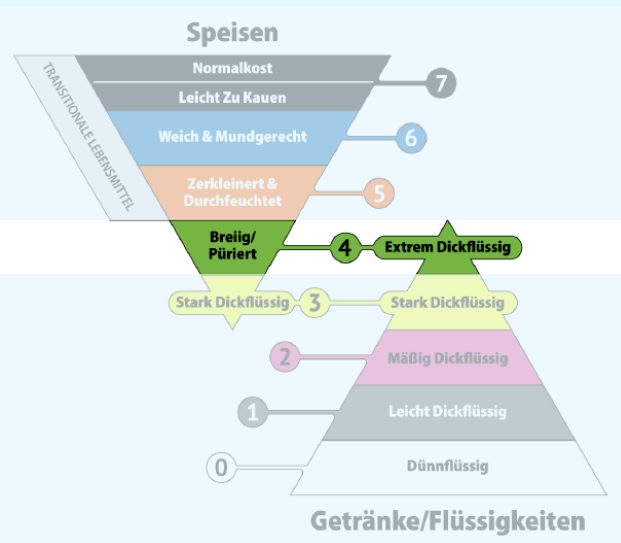 Speisen
TRANSITIONALE LEBENSMITTEL
Normalkost
7
Leicht Zu Kauen
Weich & Mundgerecht
6
Zerkleinert &
Durchfeuchtet
5
Breiig/
Püriert
4
Extrem Dickflüssig
Stark Dickflüssig
3
Stark Dickflüssig
2
Mäßig Dickflüssig
1
Leicht Dickflüssig
0
Dünnflüssig
Getränke/Flüssigkeiten